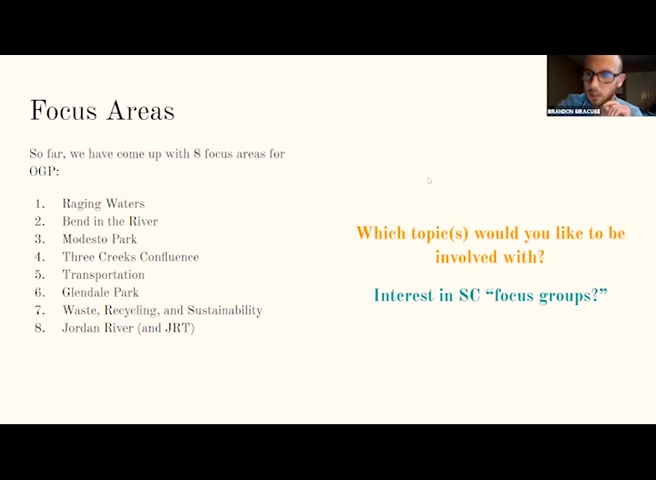 BRANDON SIRACUSE
Focus Areas
So far, we have come up with 8 focus areas for
OGP:
1. Raging Waters
2. Bend in the River
3. Modesto Park
4. Three Creeks Confluence
5. Transportation
6. Glendale Park
7. Waste, Recycling, and Sustainability
8. Jordan River (and JRT)
Which topic(s) would you like to be
involved with?
Interest in SC “focus groups?”